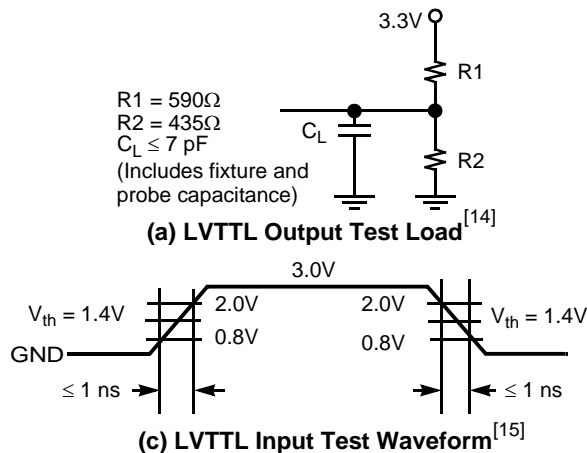 3.3V
R1
R1 = 590Ω
R2 = 435Ω
C_L ≤ 7 pF
(Includes fixture and
probe capacitance)
C_L
R2
(a) LVTTL Output Test Load[14]
3.0V
2.0V
2.0V
V_th = 1.4V
V_th = 1.4V
0.8V
0.8V
GND
≤ 1 ns
≤ 1 ns
(c) LVTTL Input Test Waveform[15]